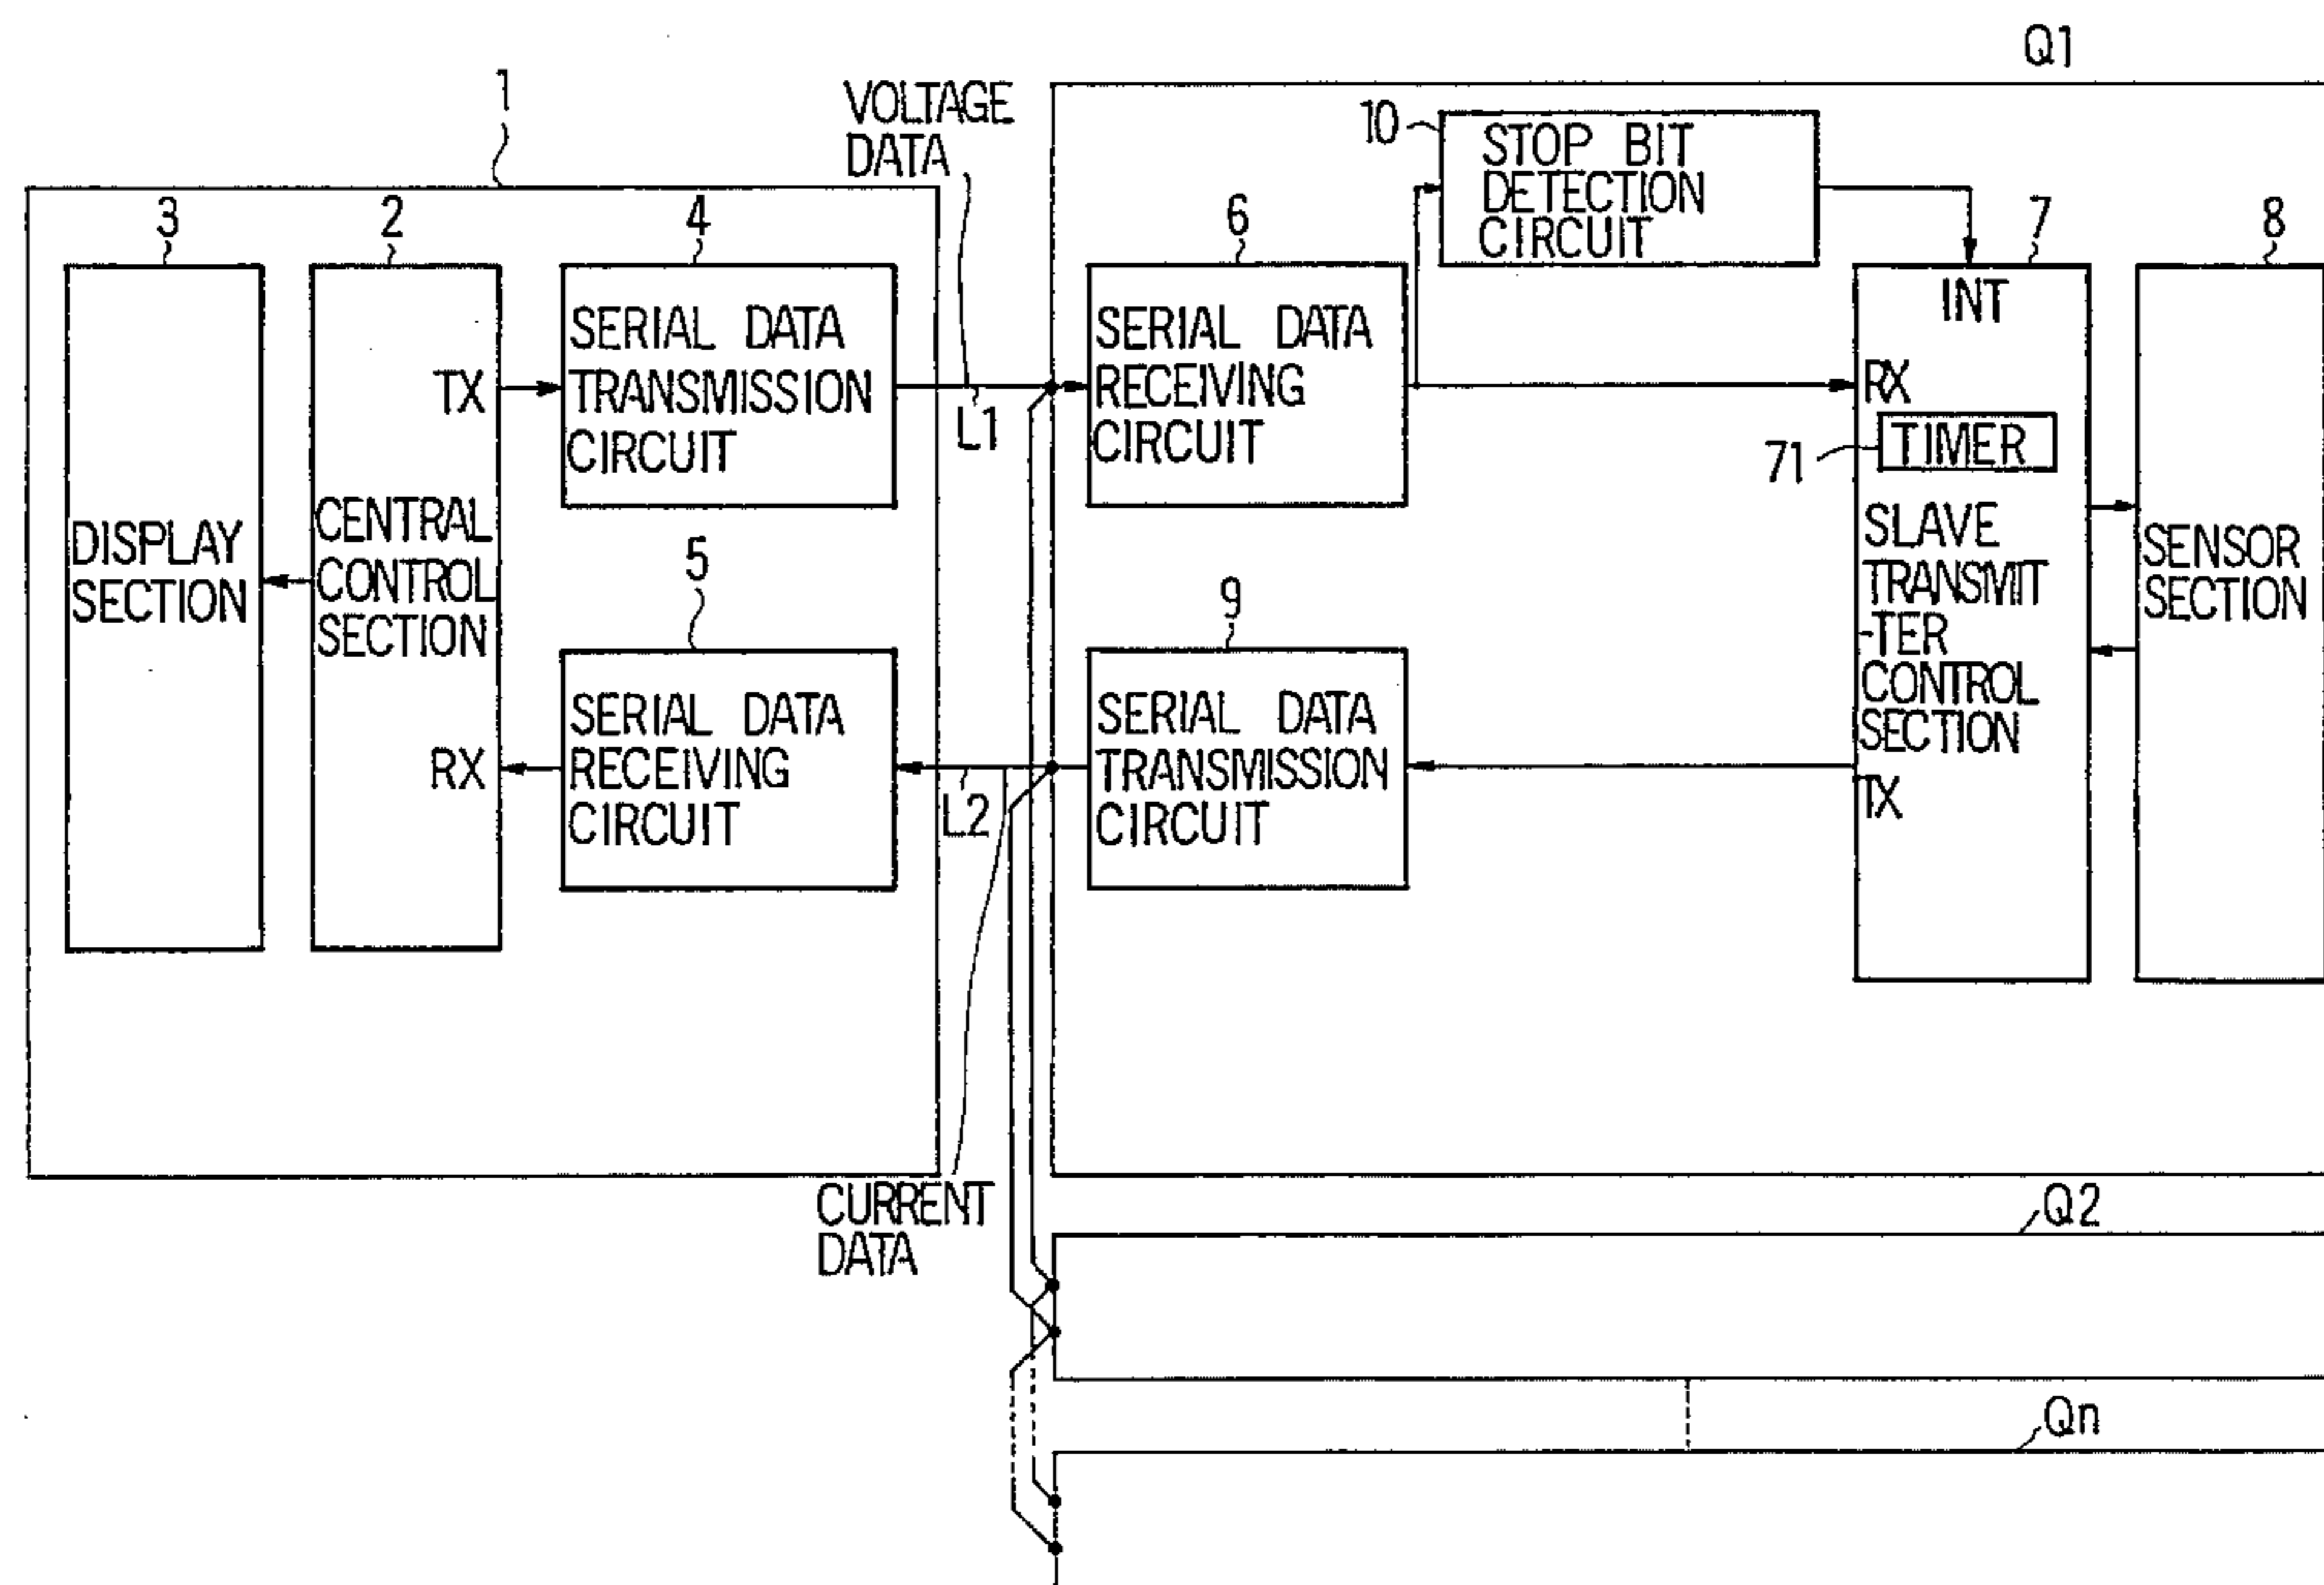 Q1
1
VOLTAGE
DATA
10
STOP BIT
DETECTION
CIRCUIT
3
2
4
6
7
8
INT
TX
SERIAL DATA
TRANSMISSION
CIRCUIT
L1
SERIAL DATA
RECEIVING
CIRCUIT
RX
71
TIMER
DISPLAY
SECTION
CENTRAL
CONTROL
SECTION
5
9
SLAVE
TRANSMIT
-TER
CONTROL
SECTION
SENSOR
SECTION
RX
SERIAL DATA
RECEIVING
CIRCUIT
L2
SERIAL DATA
TRANSMISSION
CIRCUIT
TX
CURRENT
DATA
Q2
Qn